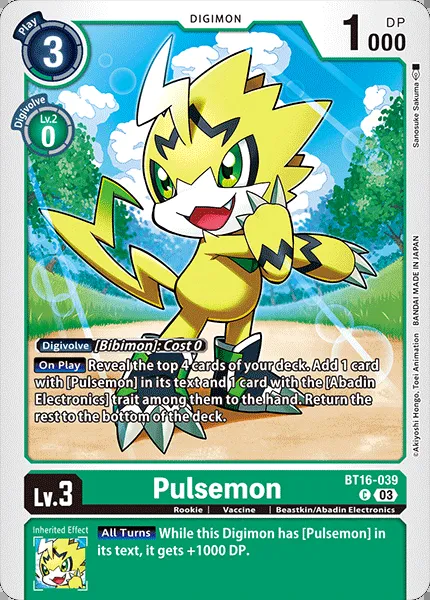 Play
3
DIGIMON
DP
1000
Digivolve
Lv.2
0
Sanosuke Sakuma
©Akiyoshi Hongo, Toei Animation BANDAI MADE IN JAPAN
Digivolve [Bibimon]: Cost 0
On Play Reveal the top 4 cards of your deck. Add 1 card
with [Pulsemon] in its text and 1 card with the [Abadin
Electronics] trait among them to the hand. Return the
rest to the bottom of the deck.
BT16-039
Lv.3
Pulsemon
C 03
Rookie | Vaccine | Beastkin/Abadin Electronics
Inherited Effect
All Turns While this Digimon has [Pulsemon] in
its text, it gets +1000 DP.